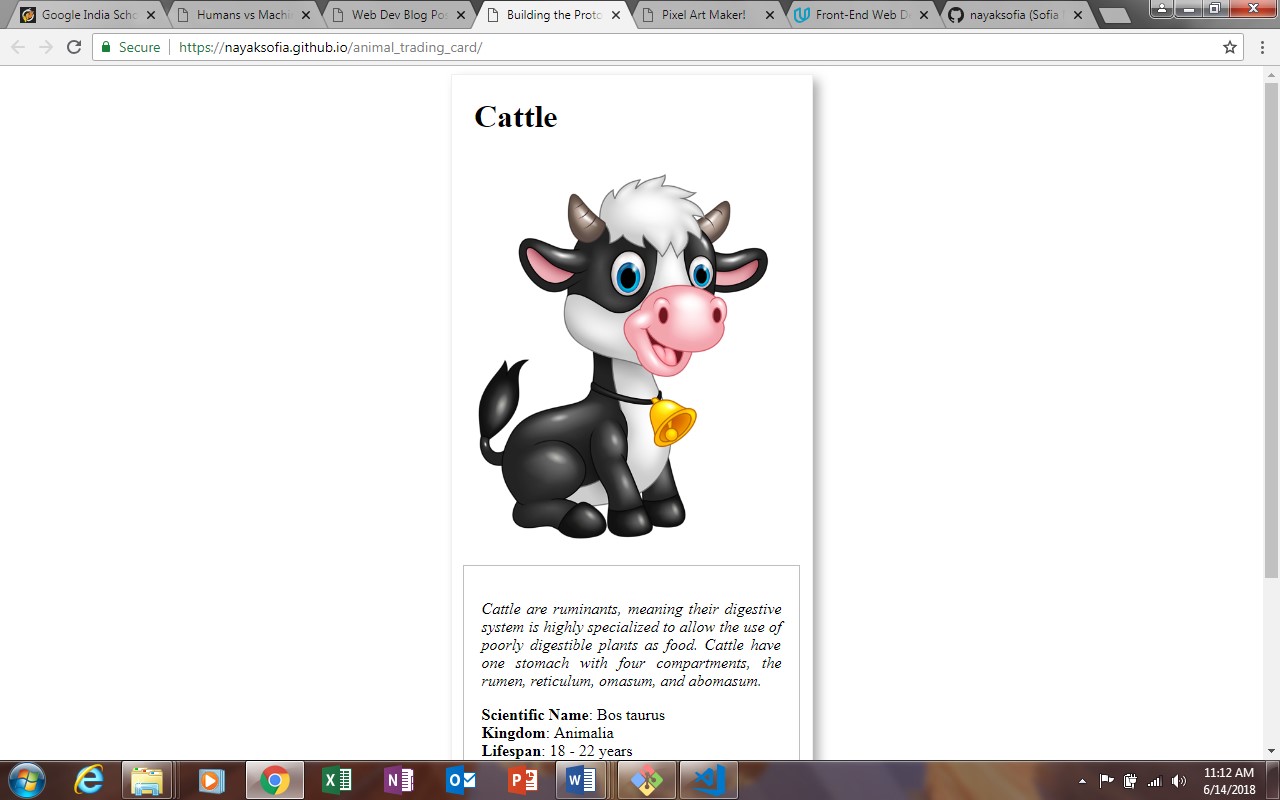 Google India Scho
Humans vs Machin
Web Dev Blog Pos
Building the Proto
Pixel Art Maker!
Front-End Web D
nayaksofia (Sofia
Secure
https://nayaksofia.github.io/animal_trading_card/
Cattle
Cattle are ruminants, meaning their digestive
system is highly specialized to allow the use of
poorly digestible plants as food. Cattle have
one stomach with four compartments, the
rumen, reticulum, omasum, and abomasum.
Scientific Name: Bos taurus
Kingdom: Animalia
Lifespan: 18 - 22 years
11:12 AM
6/14/2018